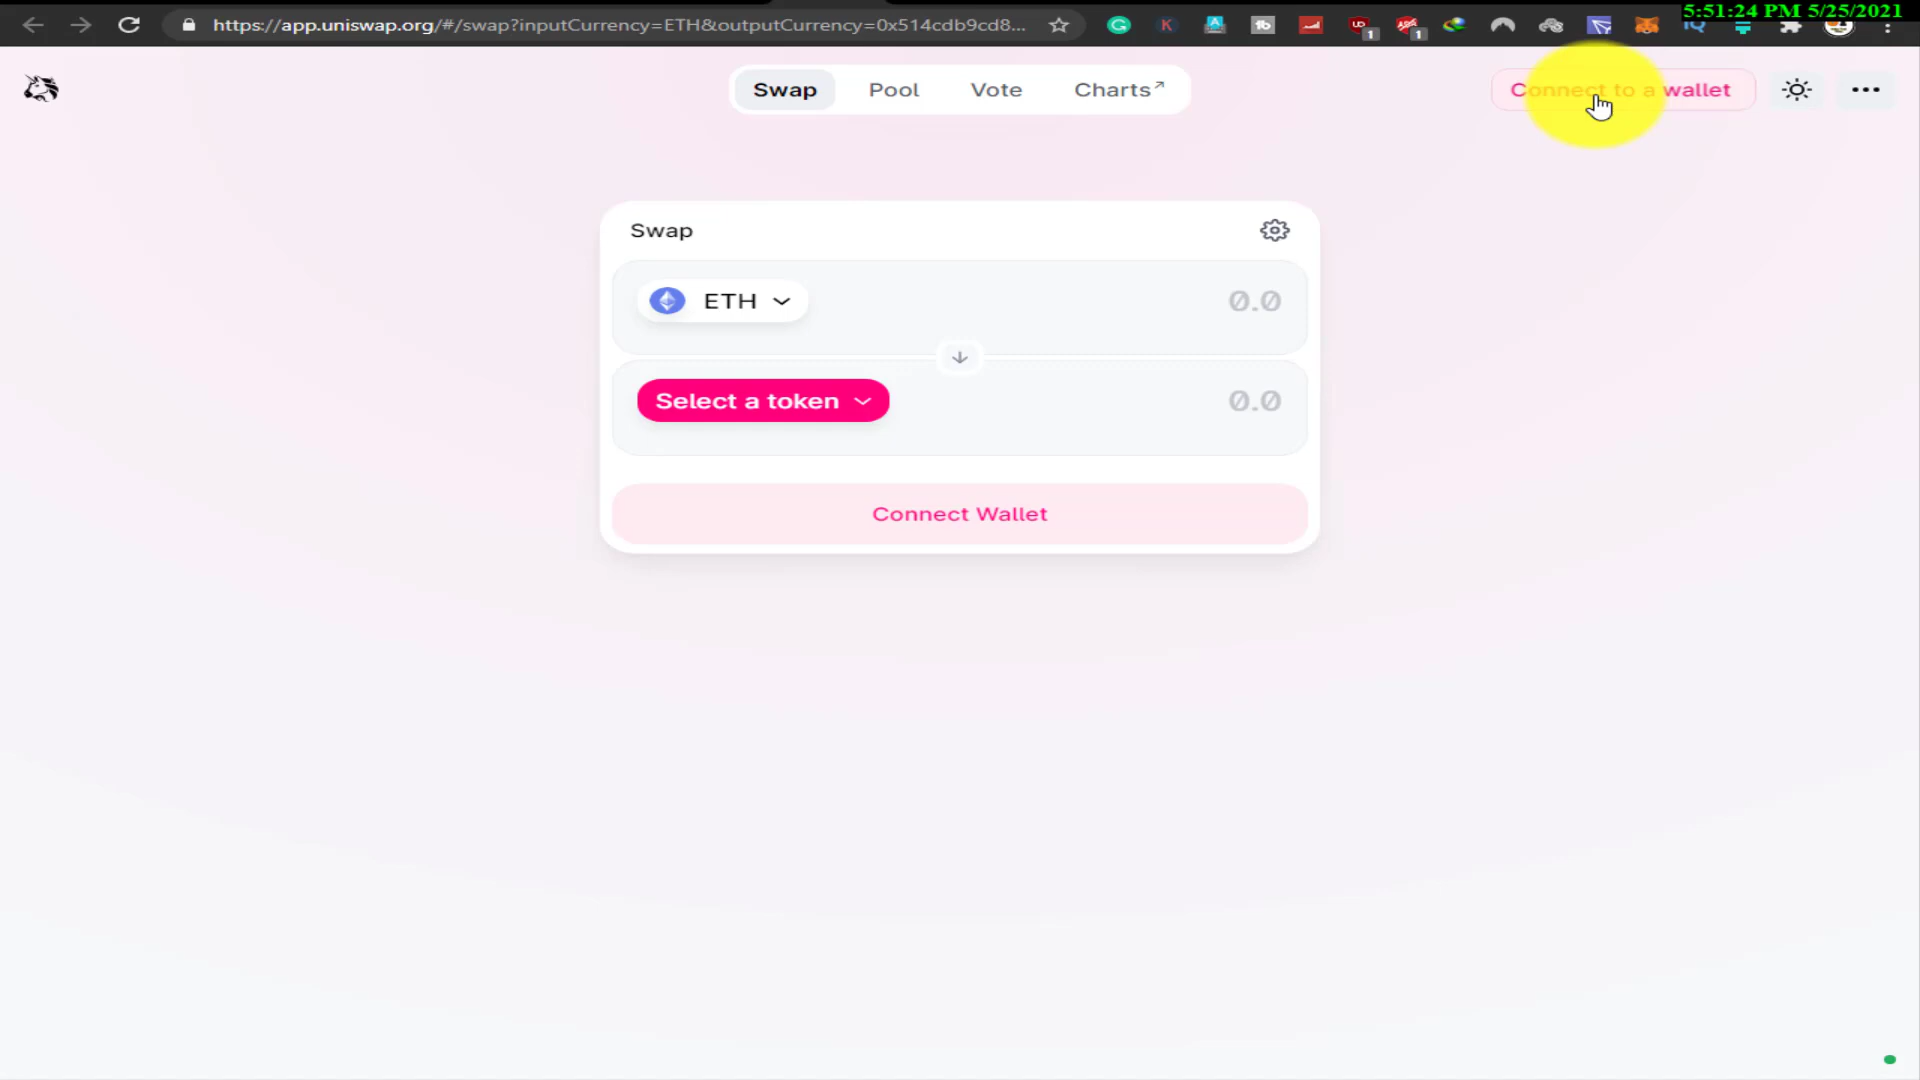 5:51:24 PM 5/25/2021
https://app.uniswap.org/#/swap?inputCurrency=ETH&outputCurrency=0x514cdb9cd8...
Swap
Pool
Vote
Charts↗
Connect to a wallet
Swap
ETH
0.0
Select a token
0.0
Connect Wallet